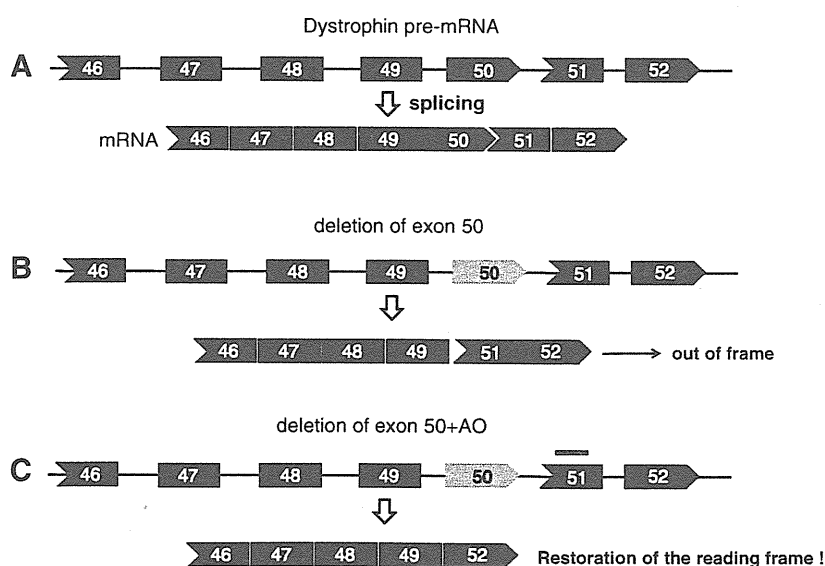 Dystrophin pre-mRNA
A 46 47 48 49 50 51 52
splicing
mRNA 46 47 48 49 50 51 52
deletion of exon 50
B 46 47 48 49 50 51 52
46 47 48 49 51 52 out of frame
deletion of exon 50+AO
C 46 47 48 49 50 51 52
46 47 48 49 52 Restoration of the reading frame !